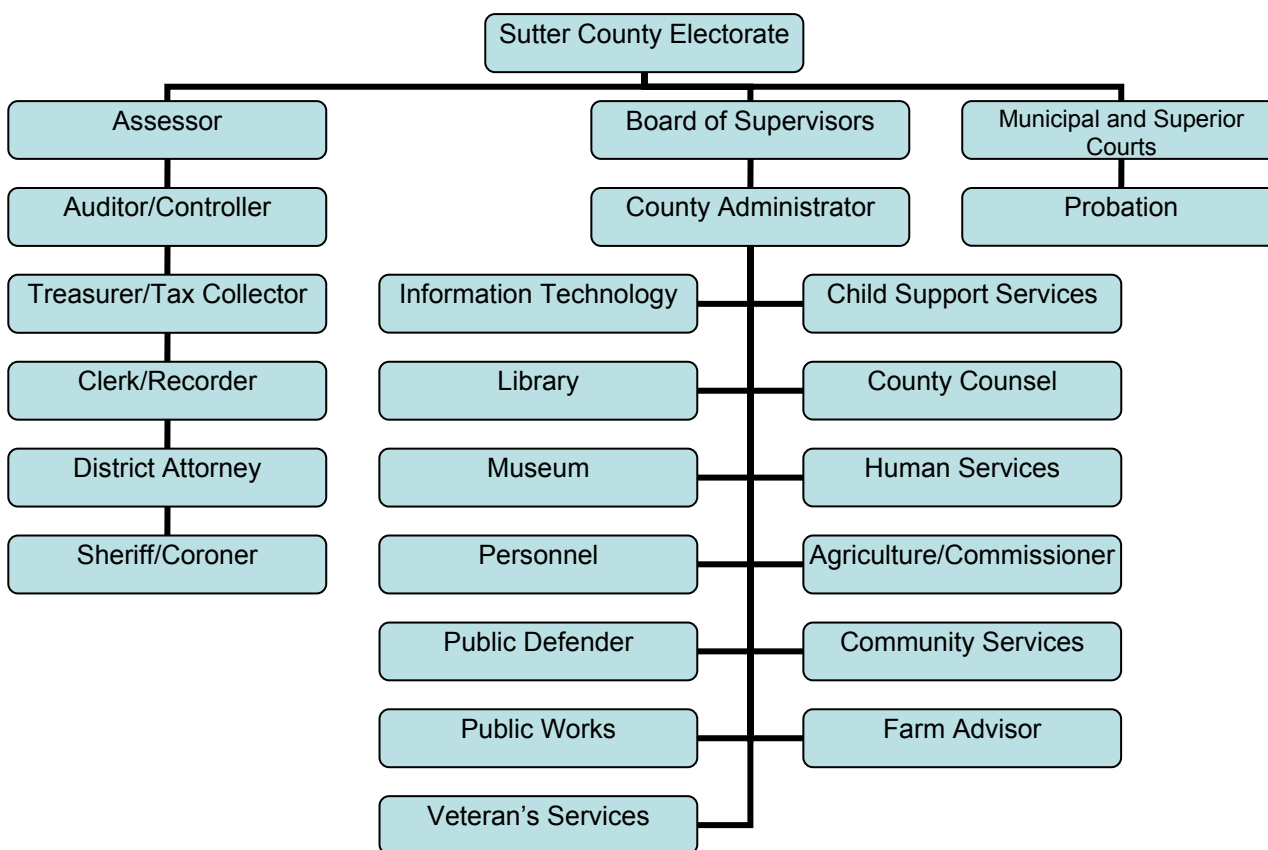 Sutter County Electorate
Assessor
Board of Supervisors
Municipal and Superior
Courts
Auditor/Controller
County Administrator
Probation
Treasurer/Tax Collector
Information Technology
Child Support Services
Clerk/Recorder
Library
County Counsel
District Attorney
Museum
Human Services
Sheriff/Coroner
Personnel
Agriculture/Commissioner
Public Defender
Community Services
Public Works
Farm Advisor
Veteran’s Services